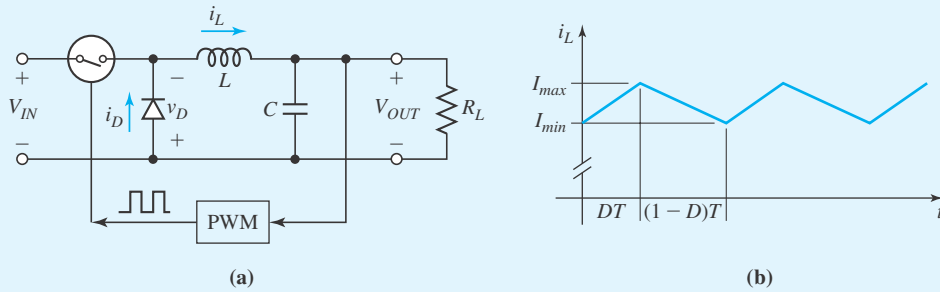 i_L
L
+
V_IN
−
i_D
−
v_D
+
C
+
V_OUT
−
R_L
PWM
(a)
i_L
I_max
I_min
DT
(1 − D)T
t
(b)